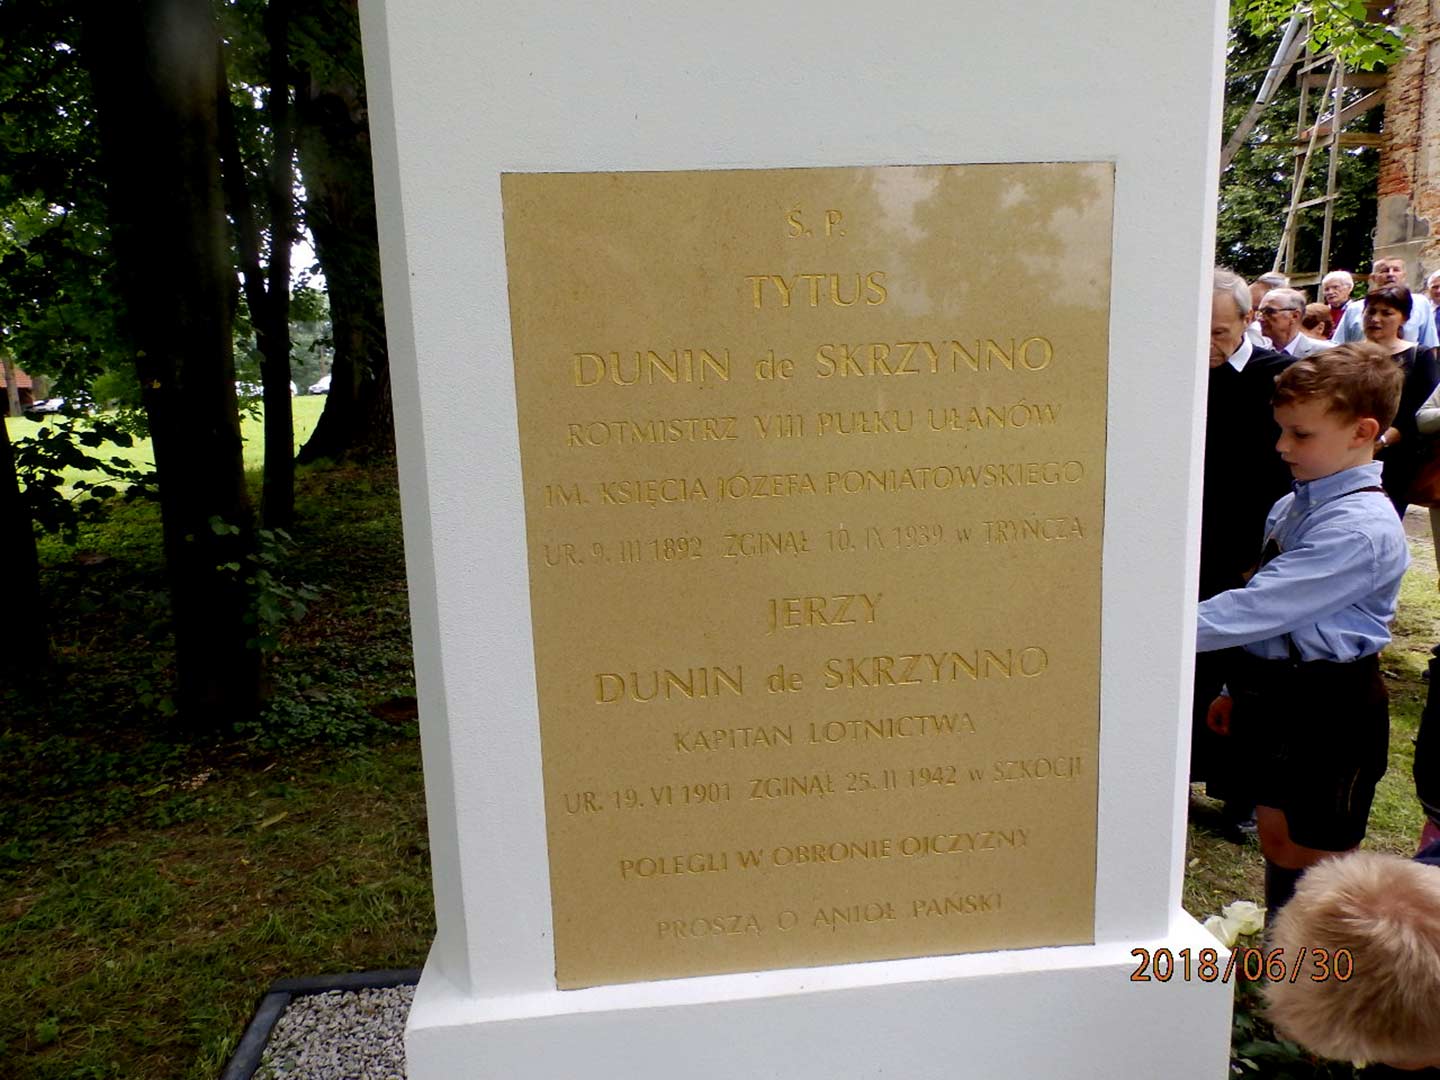 Ś. P.
TYTUS
DUNIN de SKRZYNNO
ROTMISTRZ VIII PUŁKU UŁANÓW
IM. KSIĘCIA JÓZEFA PONIATOWSKIEGO
UR. 9. III 1892 ZGINĄŁ 10. IX 1939 w TRYŃCZA
JERZY
DUNIN de SKRZYNNO
KAPITAN LOTNICTWA
UR. 19. VI 1901 ZGINĄŁ 25. II 1942 w SZKOCJI
POLEGLI W OBRONIE OJCZYZNY
PROSZĄ O ANIOŁ PAŃSKI
2018/06/30